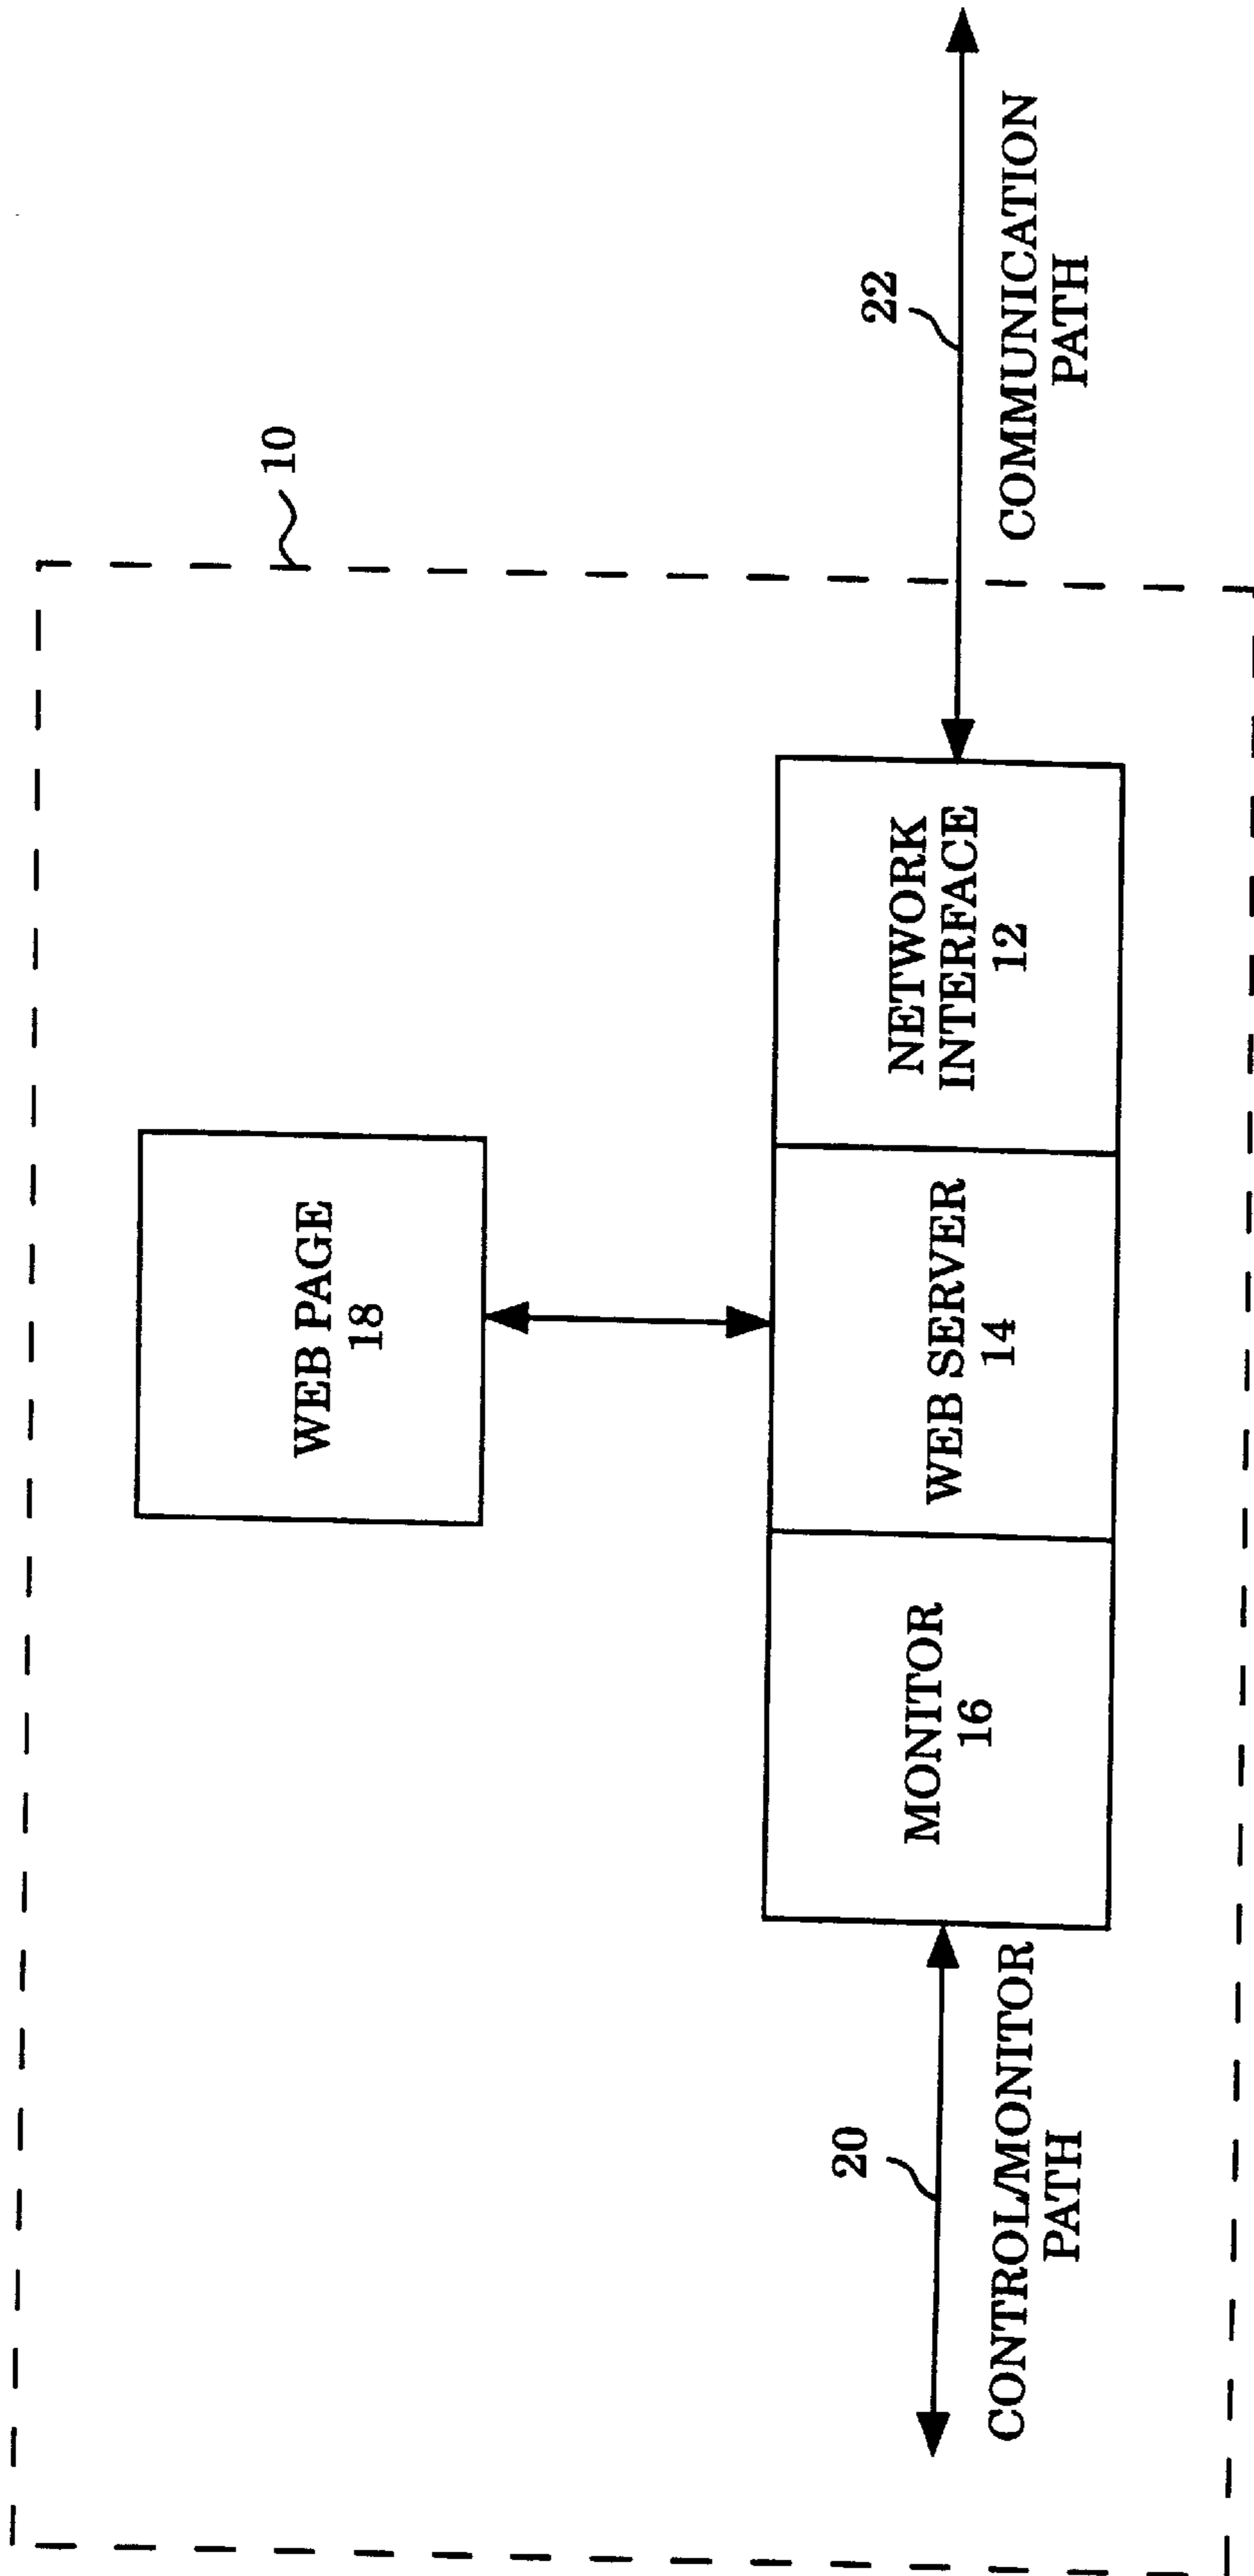 10
WEB PAGE
18
20
CONTROL/MONITOR
PATH
MONITOR
16
WEB SERVER
14
NETWORK
INTERFACE
12
22
COMMUNICATION
PATH